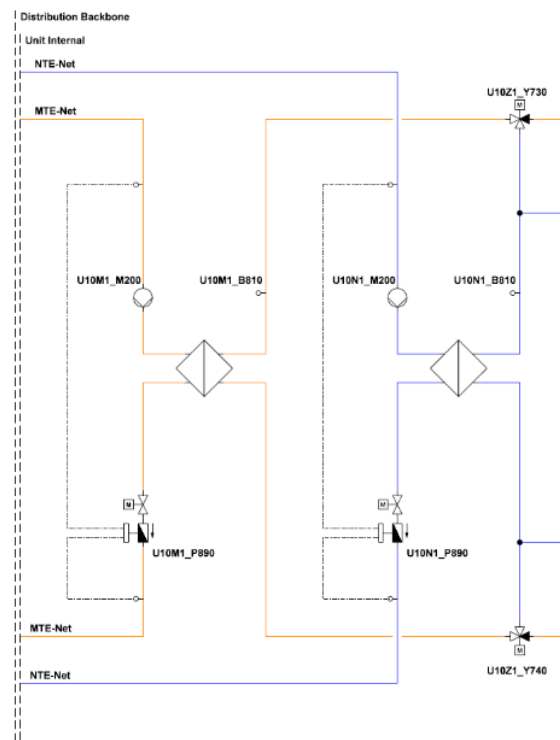 Distribution Backbone
Unit Internal
NTE-Net
U10Z1_Y730
M
MTE-Net
U10M1_M200
U10M1_B810
U10N1_M200
U10N1_B810
M
M
U10M1_P890
U10N1_P890
MTE-Net
M
U10Z1_Y740
NTE-Net